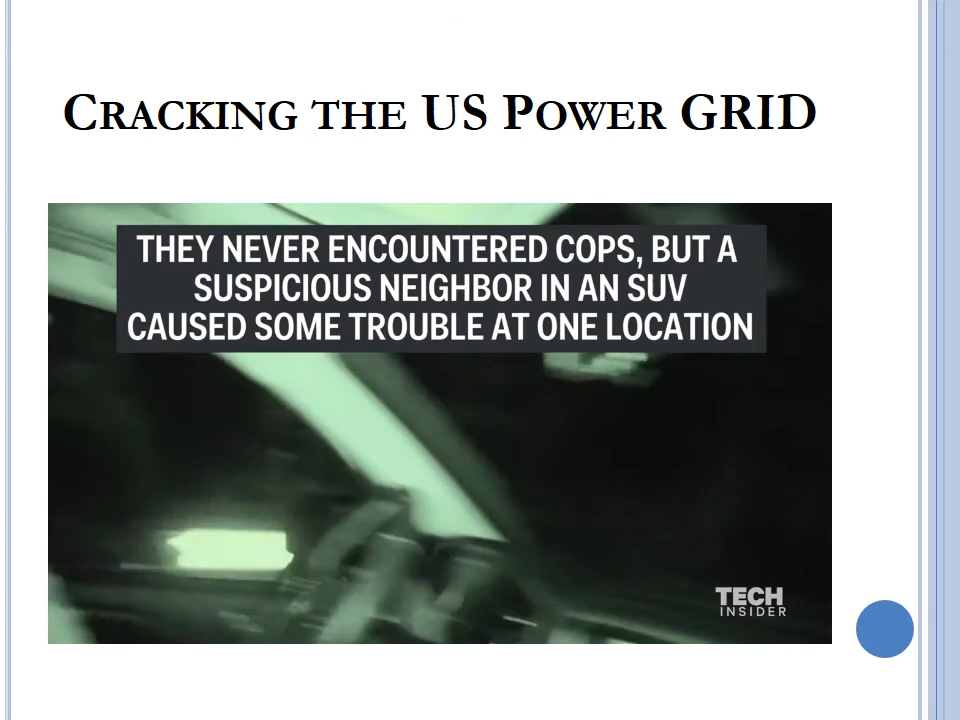 CRACKING THE US POWER GRID
THEY NEVER ENCOUNTERED COPS, BUT A
SUSPICIOUS NEIGHBOR IN AN SUV
CAUSED SOME TROUBLE AT ONE LOCATION
TECH
INSIDER